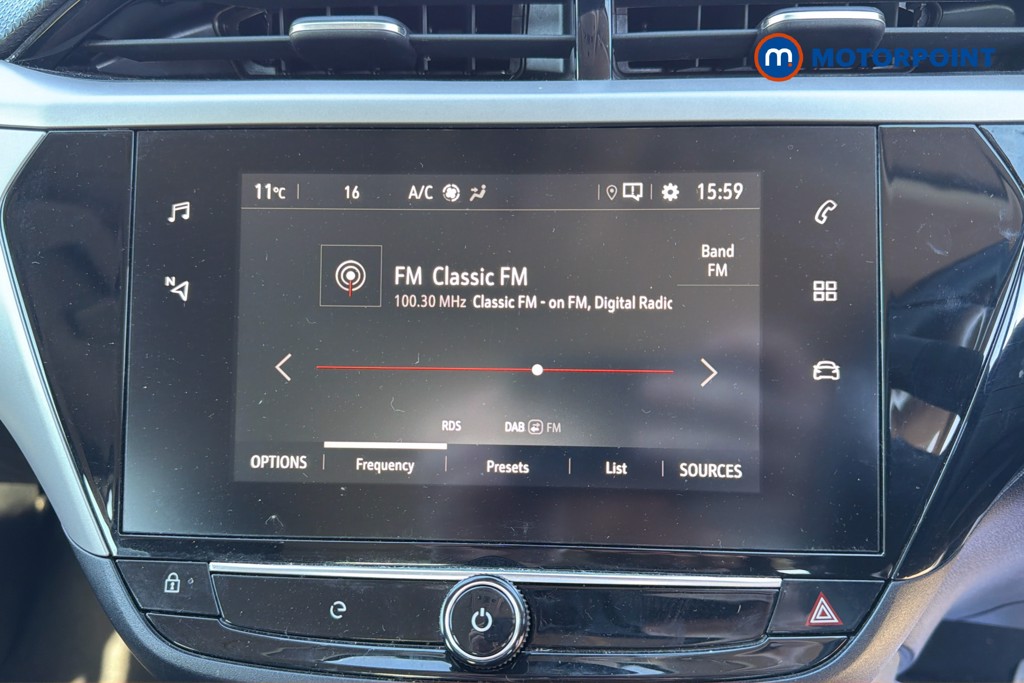 m MOTORPOINT
11°C 16 A/C 15:59
Band
FM
FM Classic FM
100.30 MHz Classic FM - on FM, Digital Radic
N
RDS DAB FM
OPTIONS Frequency Presets List SOURCES